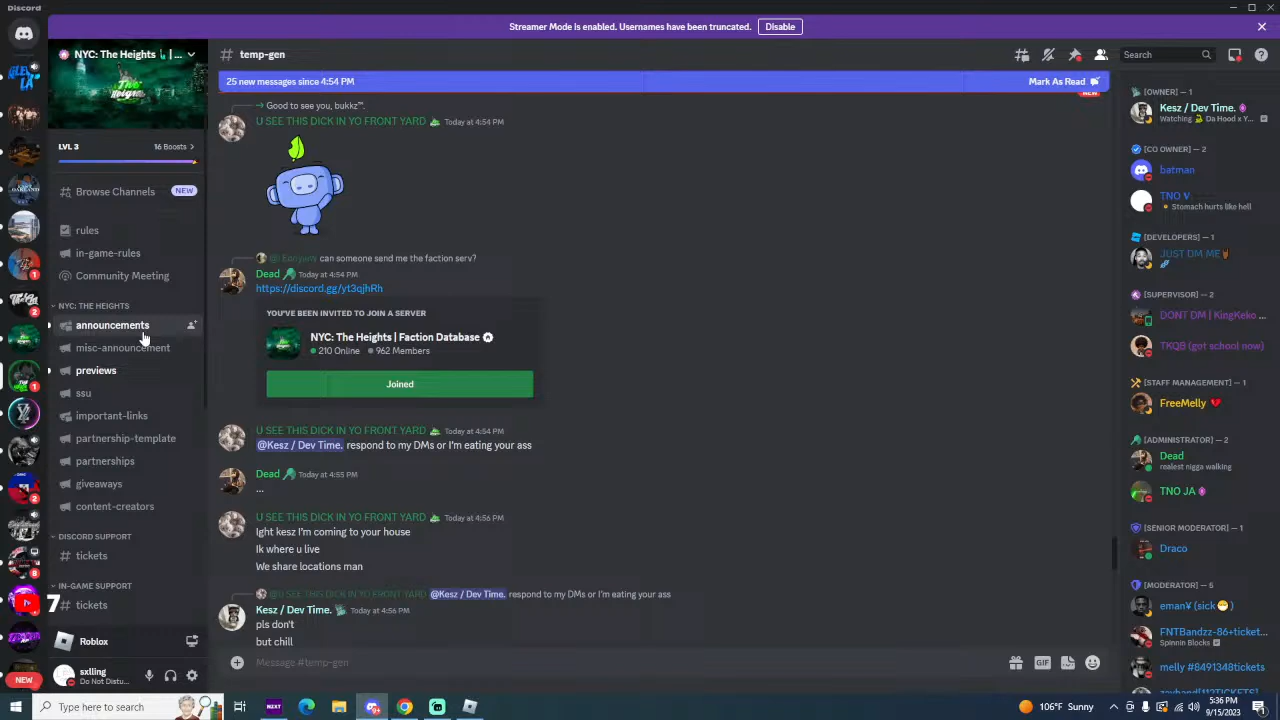 Discord
Streamer Mode is enabled. Usernames have been truncated. Disable
NYC: The Heights | ...
# temp-gen
Search
25 new messages since 4:54 PM
Mark As Read
NEW
LVL 3
16 Boosts >
Browse Channels NEW
rules
in-game-rules
Community Meeting
NYC: THE HEIGHTS
announcements
misc-announcement
previews
ssu
important-links
partnership-template
partnerships
giveaways
content-creators
DISCORD SUPPORT
tickets
IN-GAME SUPPORT
7 tickets
Roblox
sxlling
Do Not Distu...
NEW
Good to see you, bukkz™.
U SEE THIS DICK IN YO FRONT YARD Today at 4:54 PM
can someone send me the faction serv?
Dead Today at 4:54 PM
https://discord.gg/yt3qjhRh
YOU'VE BEEN INVITED TO JOIN A SERVER
NYC: The Heights | Faction Database
210 Online 962 Members
Joined
U SEE THIS DICK IN YO FRONT YARD Today at 4:54 PM
@Kesz / Dev Time. respond to my DMs or I'm eating your ass
Dead Today at 4:55 PM
...
U SEE THIS DICK IN YO FRONT YARD Today at 4:56 PM
Ight kesz I'm coming to your house
Ik where u live
We share locations man
@U SEE THIS DICK IN YO FRONT YARD @Kesz / Dev Time. respond to my DMs or I'm eating your ass
Kesz / Dev Time. Today at 4:56 PM
pls don't
but chill
Message #temp-gen
GIF
[OWNER] — 1
Kesz / Dev Time.
Watching Da Hood x Y...
[CO OWNER] — 2
batman
TNO V
Stomach hurts like hell
[DEVELOPERS] — 1
JUST DM ME
[SUPERVISOR] — 2
DONT DM | KingKeko ...
TKQB (got school now)
[STAFF MANAGEMENT] — 1
FreeMelly
[ADMINISTRATOR] — 2
Dead
realest nigga walking
TNO JA
[SENIOR MODERATOR] — 1
Draco
[MODERATOR] — 5
eman¥ (sick)
FNTBandzz-86+ticket...
Spinnin Blocks
melly #8491348tickets
zayhand[112TICKETS]
Type here to search
NIXT
106°F Sunny
5:36 PM
9/15/2023